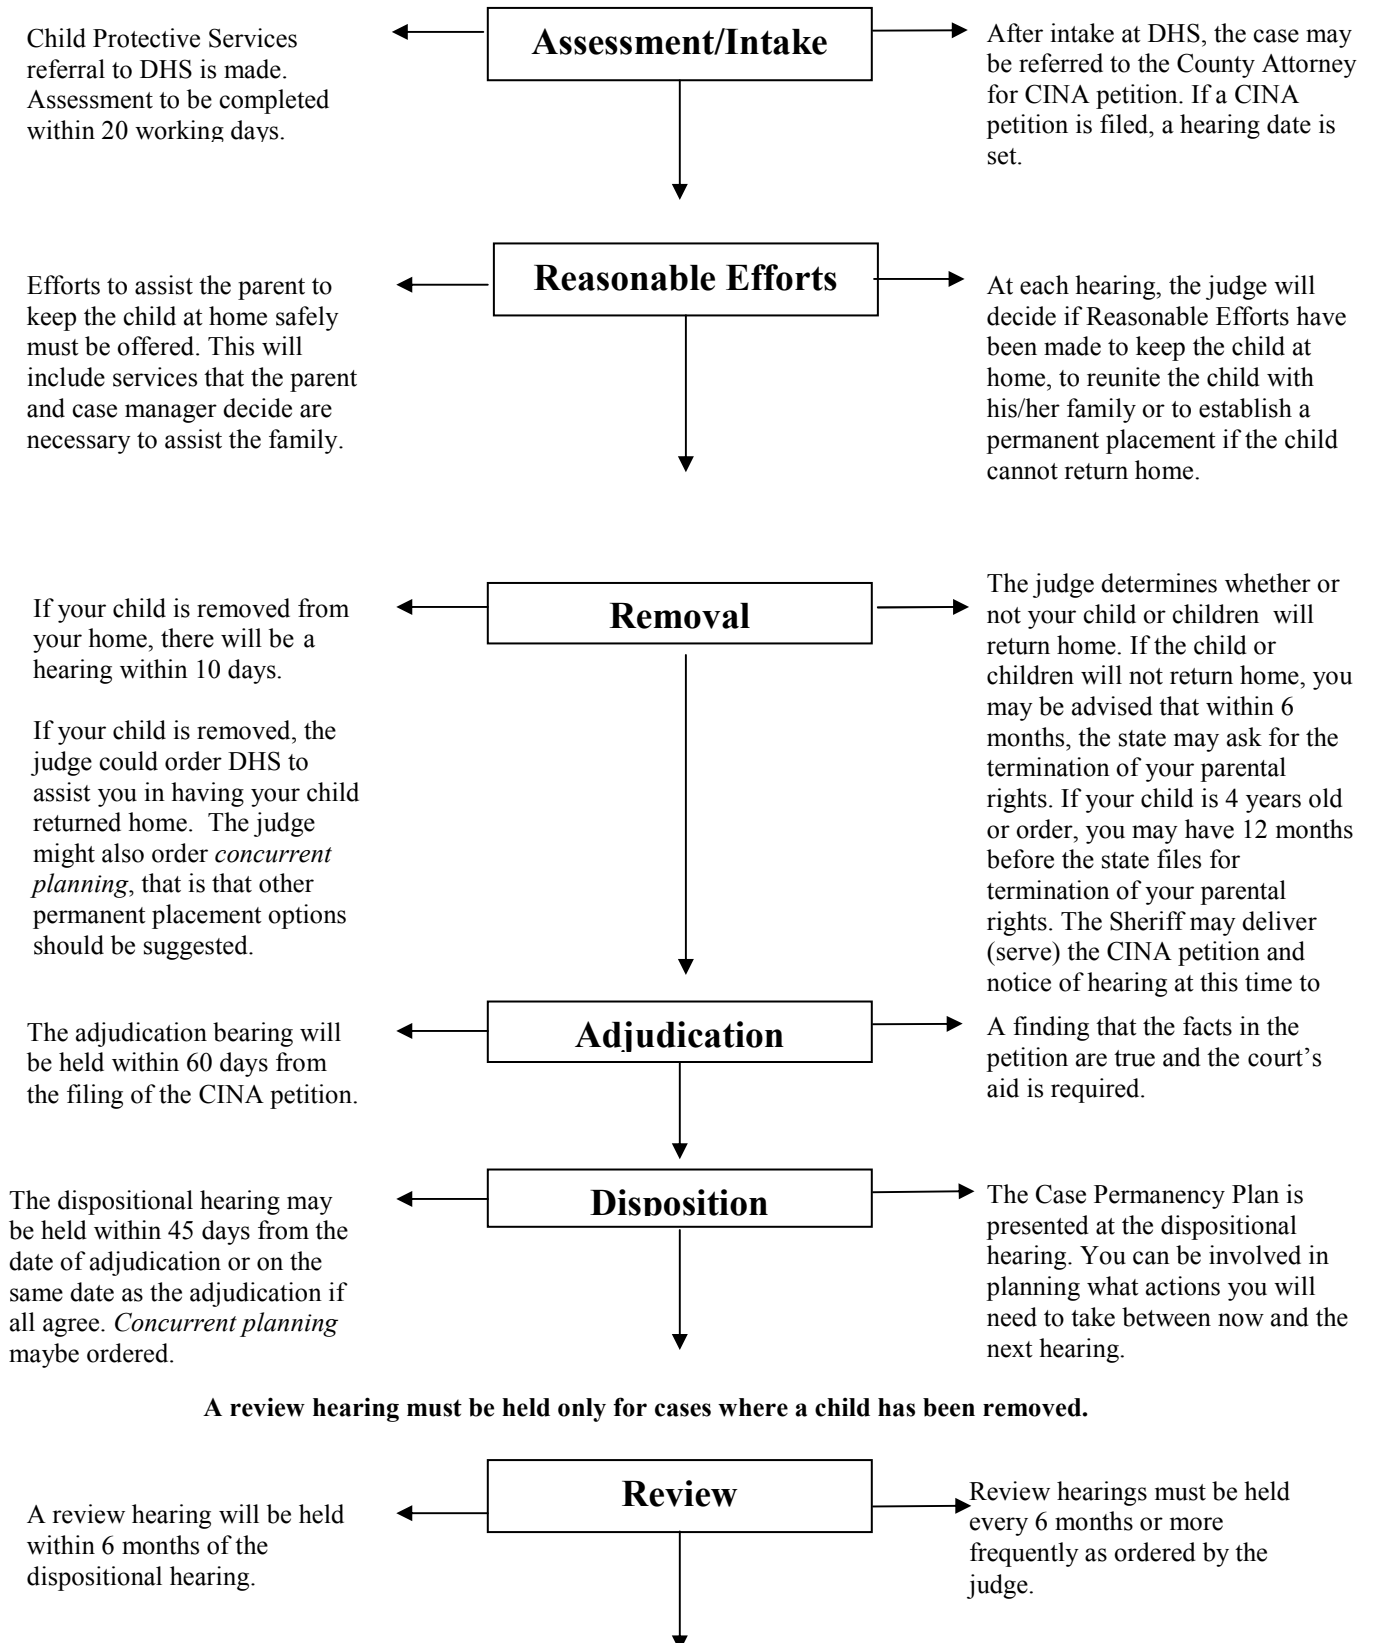 Assessment/Intake
Child Protective Services
referral to DHS is made.
Assessment to be completed
within 20 working days.
After intake at DHS, the case may
be referred to the County Attorney
for CINA petition. If a CINA
petition is filed, a hearing date is
set.
Reasonable Efforts
Efforts to assist the parent to
keep the child at home safely
must be offered. This will
include services that the parent
and case manager decide are
necessary to assist the family.
At each hearing, the judge will
decide if Reasonable Efforts have
been made to keep the child at
home, to reunite the child with
his/her family or to establish a
permanent placement if the child
cannot return home.
Removal
If your child is removed from
your home, there will be a
hearing within 10 days.
If your child is removed, the
judge could order DHS to
assist you in having your child
returned home. The judge
might also order concurrent
planning, that is that other
permanent placement options
should be suggested.
The judge determines whether or
not your child or children will
return home. If the child or
children will not return home, you
may be advised that within 6
months, the state may ask for the
termination of your parental
rights. If your child is 4 years old
or order, you may have 12 months
before the state files for
termination of your parental
rights. The Sheriff may deliver
(serve) the CINA petition and
notice of hearing at this time to
Adjudication
The adjudication bearing will
be held within 60 days from
the filing of the CINA petition.
A finding that the facts in the
petition are true and the court's
aid is required.
Disposition
The dispositional hearing may
be held within 45 days from the
date of adjudication or on the
same date as the adjudication if
all agree. Concurrent planning
maybe ordered.
The Case Permanency Plan is
presented at the dispositional
hearing. You can be involved in
planning what actions you will
need to take between now and the
next hearing.
A review hearing must be held only for cases where a child has been removed.
Review
A review hearing will be held
within 6 months of the
dispositional hearing.
Review hearings must be held
every 6 months or more
frequently as ordered by the
judge.